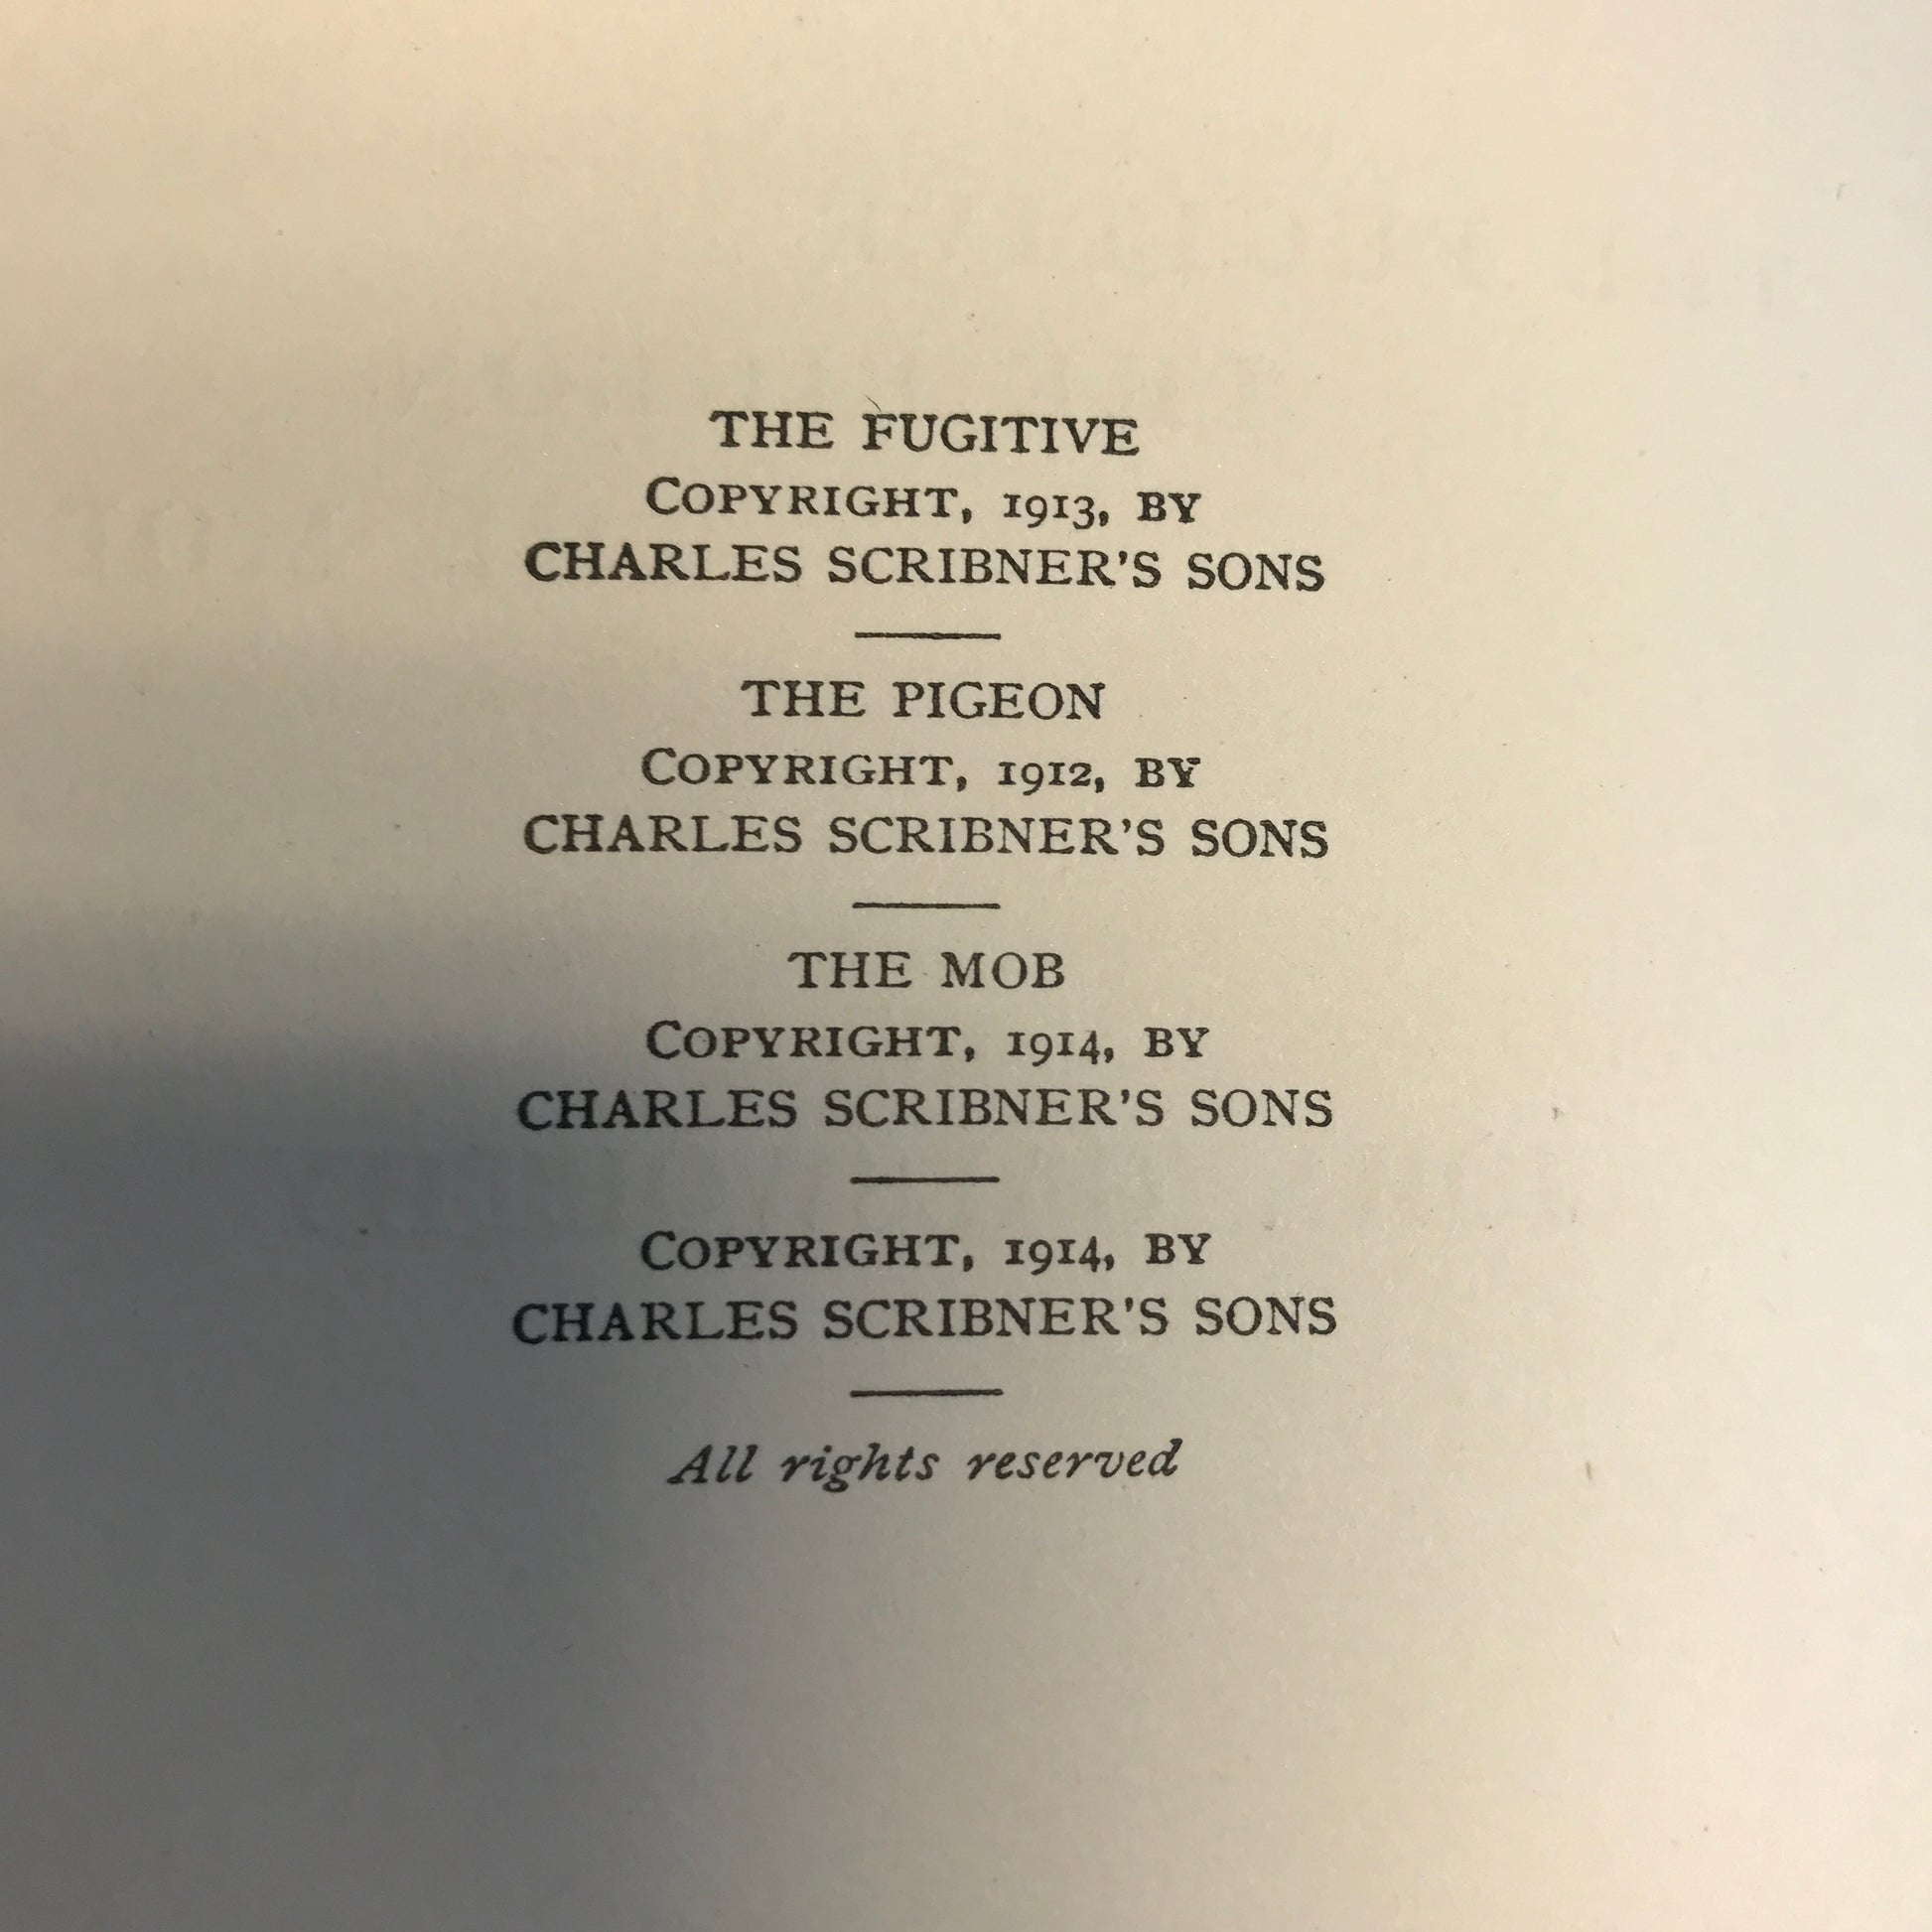 THE FUGITIVE
COPYRIGHT, 1913, BY
CHARLES SCRIBNER'S SONS
THE PIGEON
COPYRIGHT, 1912, BY
CHARLES SCRIBNER'S SONS
THE MOB
COPYRIGHT, 1914, BY
CHARLES SCRIBNER'S SONS
COPYRIGHT, 1914, BY
CHARLES SCRIBNER'S SONS
All rights reserved